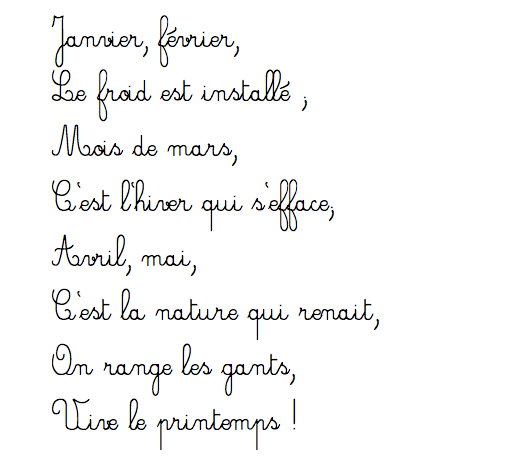 Janvier, février,
Le froid est installé ;
Mois de mars,
C'est l'hiver qui s'efface;
Avril, mai,
C'est la nature qui renait,
On range les gants,
Vive le printemps !